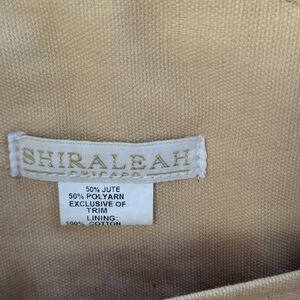 SHIRALEAH
CHICAGO
50% JUTE
50% POLYARN
EXCLUSIVE OF
TRIM
LINING:
100% COTTON